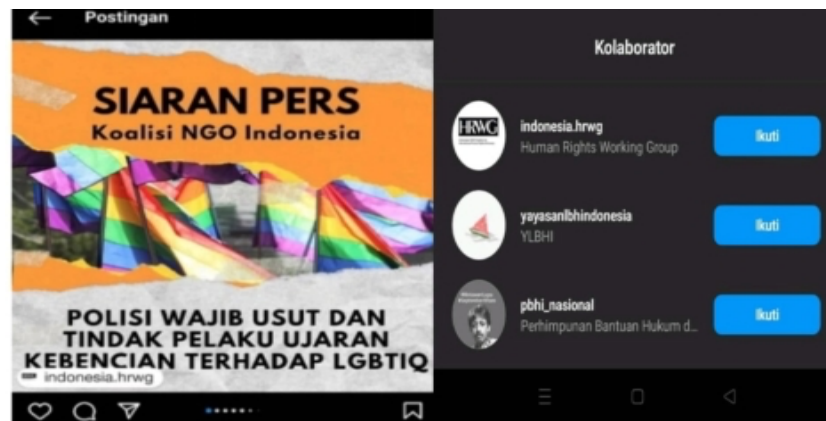 Postingan
SIARAN PERS
Koalisi NGO Indonesia
POLISI WAJIB USUT DAN
TINDAK PELAKU UJARAN
KEBENCIAN TERHADAP LGBTIQ
indonesia.hrwg
Kolaborator
HRWG
indonesia.hrwg
Human Rights Working Group
Ikuti
yayasanlbhindonesia
YLBHI
Ikuti
pbhi_nasional
Perhimpunan Bantuan Hukum d...
Ikuti